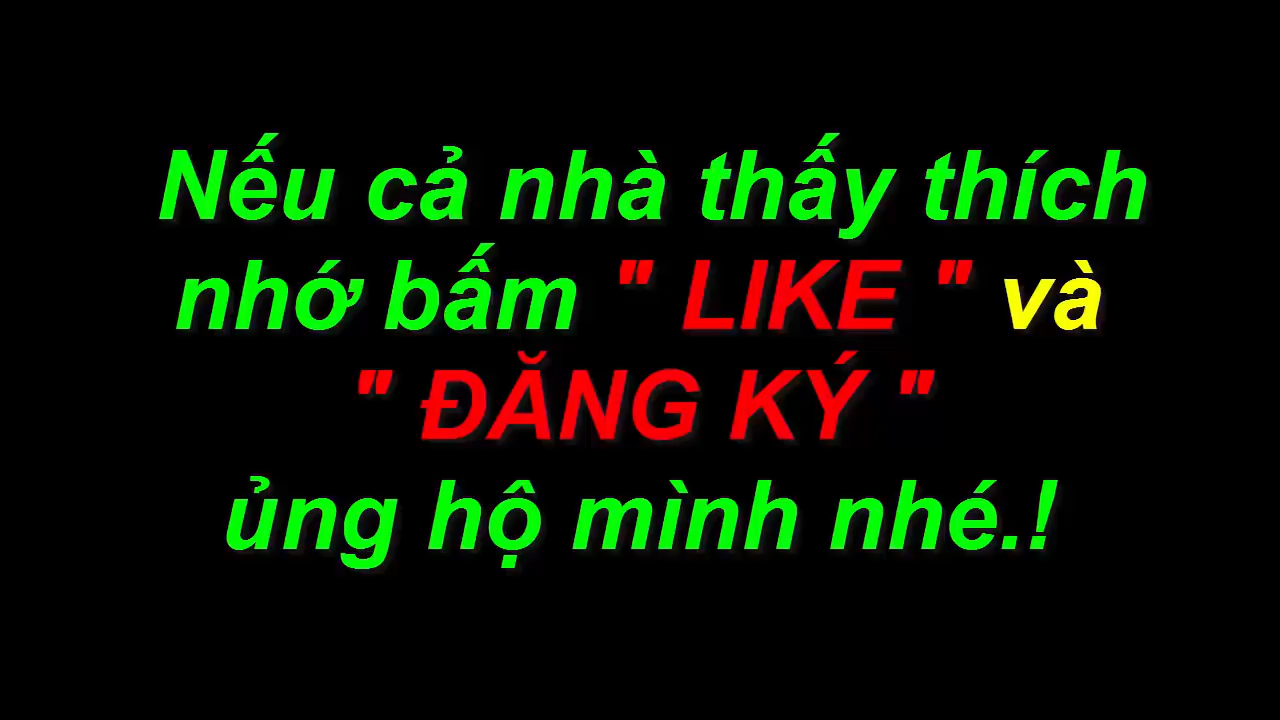 Nếu cả nhà thấy thích
nhớ bấm " LIKE " và
" ĐĂNG KÝ "
ủng hộ mình nhé.!